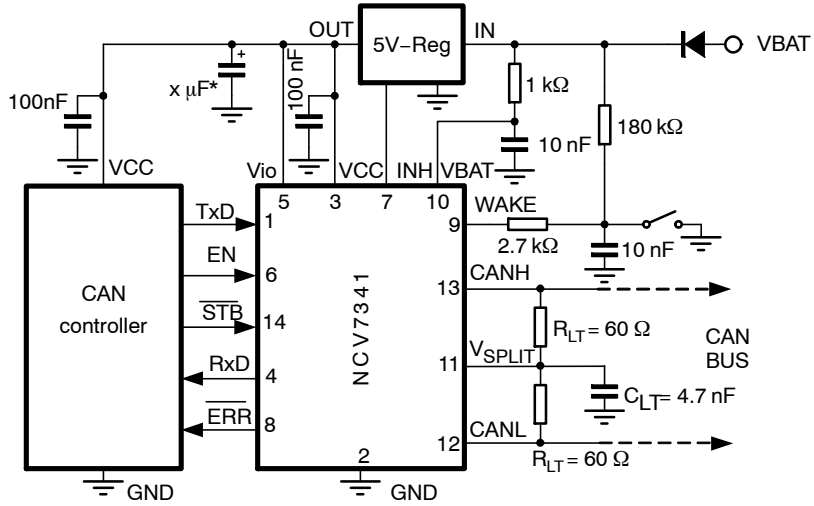 OUT
5V–Reg
IN
VBAT
x µF*
+
100 nF
100nF
1 kΩ
10 nF
180 kΩ
VCC
Vio
VCC
INH
VBAT
5
3
7
10
WAKE
9
2.7 kΩ
10 nF
TxD
1
EN
6
STB
14
RxD
4
ERR
8
CAN
controller
NCV7341
CANH
13
RLT = 60 Ω
CAN
BUS
VSPLIT
11
CLT= 4.7 nF
CANL
12
RLT = 60 Ω
2
GND
GND